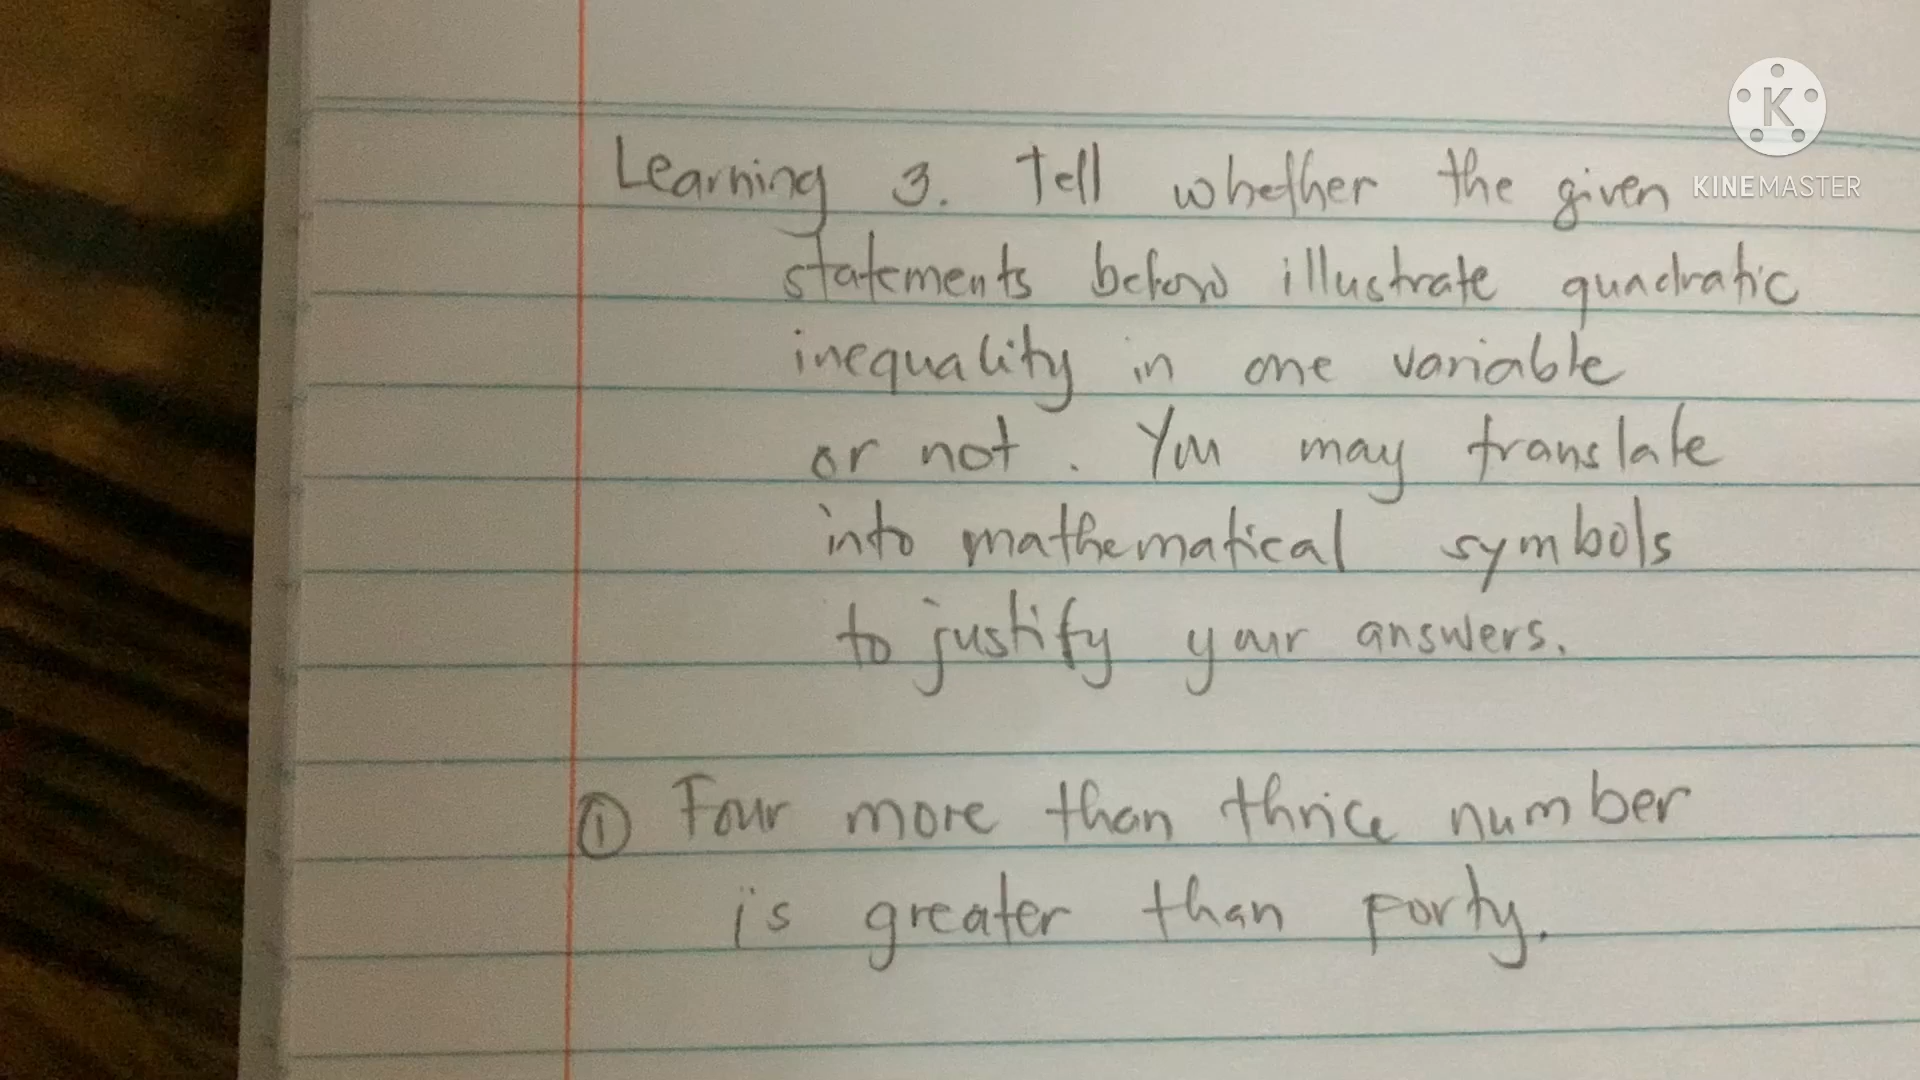 Learning 3. Tell whether the given
statements below illustrate quadratic
inequality in one variable
or not. You may translate
into mathematical symbols
to justify your answers.
① Four more than thrice number
is greater than porty.
K
KINEMASTER